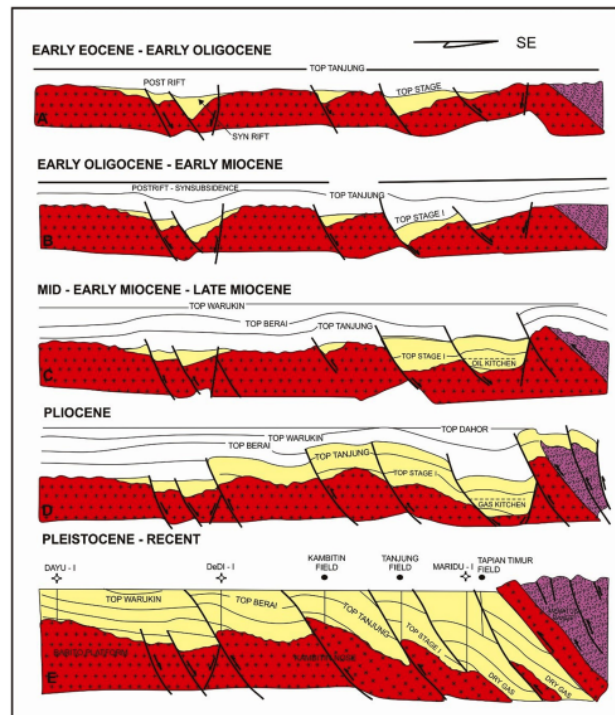 EARLY EOCENE - EARLY OLIGOCENE
SE
TOP TANJUNG
POST RIFT
TOP STAGE
A
SYN RIFT
EARLY OLIGOCENE - EARLY MIOCENE
POSTRIFT - SYNSUBSIDENCE
TOP TANJUNG
TOP STAGE I
B
MID - EARLY MIOCENE - LATE MIOCENE
TOP WARUKIN
TOP BERAI
TOP TANJUNG
TOP STAGE I
OIL KITCHEN
C
PLIOCENE
TOP DAHOR
TOP WARUKIN
TOP BERAI
TOP TANJUNG
TOP STAGE I
GAS KITCHEN
D
PLEISTOCENE - RECENT
DAYU - I
DeDI - I
KAMBITIN
FIELD
TANJUNG
FIELD
MARIDU - I
TAPIAN TIMUR
FIELD
TOP WARUKIN
TOP BERAI
TOP TANJUNG
TOP STAGE I
DRY GAS
DRY GAS
BARITO PLATFORM
E